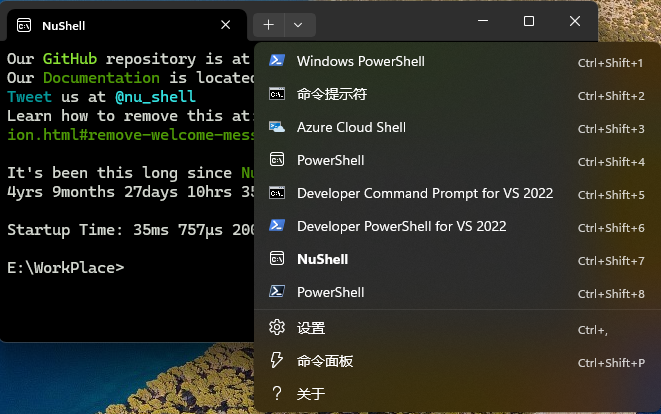 NuShell
Our GitHub repository is at
Our Documentation is located
Tweet us at @nu_shell
Learn how to remove this at:
ion.html#remove-welcome-mess
It's been this long since Nu
4yrs 9months 27days 10hrs 35
Startup Time: 35ms 757µs 200
E:\WorkPlace>
Windows PowerShell Ctrl+Shift+1
命令提示符 Ctrl+Shift+2
Azure Cloud Shell Ctrl+Shift+3
PowerShell Ctrl+Shift+4
Developer Command Prompt for VS 2022 Ctrl+Shift+5
Developer PowerShell for VS 2022 Ctrl+Shift+6
NuShell Ctrl+Shift+7
PowerShell Ctrl+Shift+8
设置 Ctrl+,
命令面板 Ctrl+Shift+P
关于